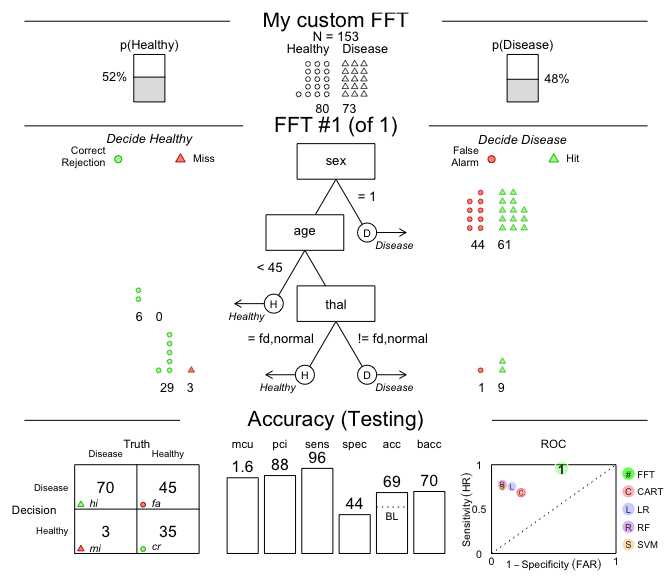 My custom FFT
N = 153
p(Healthy)
52%
Healthy Disease
80 73
p(Disease)
48%
FFT #1 (of 1)
Decide Healthy
Correct Rejection
Miss
Decide Disease
False Alarm
Hit
sex
= 1
D
Disease
44 61
age
< 45
H
Healthy
6 0
thal
= fd,normal
!= fd,normal
H
Healthy
D
Disease
29 3
1 9
Accuracy (Testing)
Truth
Disease Healthy
Decision
Disease
70
hi
45
fa
Healthy
3
mi
35
cr
mcu pci sens spec acc bacc
1.6 88 96 44 69 70
BL
ROC
Sensitivity (HR)
1
0.5
0
1
S L C
0 1
1 – Specificity (FAR)
# FFT
C CART
L LR
R RF
S SVM